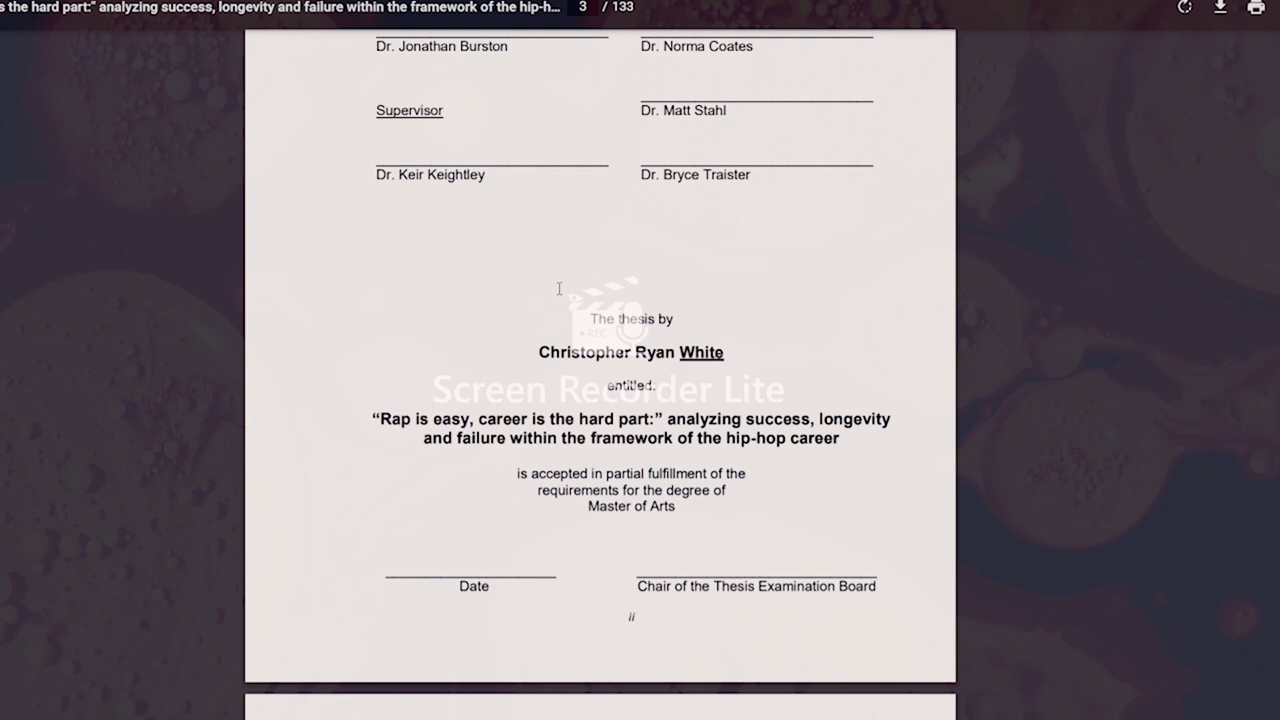 s the hard part:" analyzing success, longevity and failure within the framework of the hip-h... 3 / 133
Dr. Jonathan Burston Dr. Norma Coates
Supervisor Dr. Matt Stahl
Dr. Keir Keightley Dr. Bryce Traister
The thesis by
REC
Christopher Ryan White
entitled:
Screen Recorder Lite
“Rap is easy, career is the hard part:” analyzing success, longevity
and failure within the framework of the hip-hop career
is accepted in partial fulfillment of the
requirements for the degree of
Master of Arts
Date Chair of the Thesis Examination Board
ii